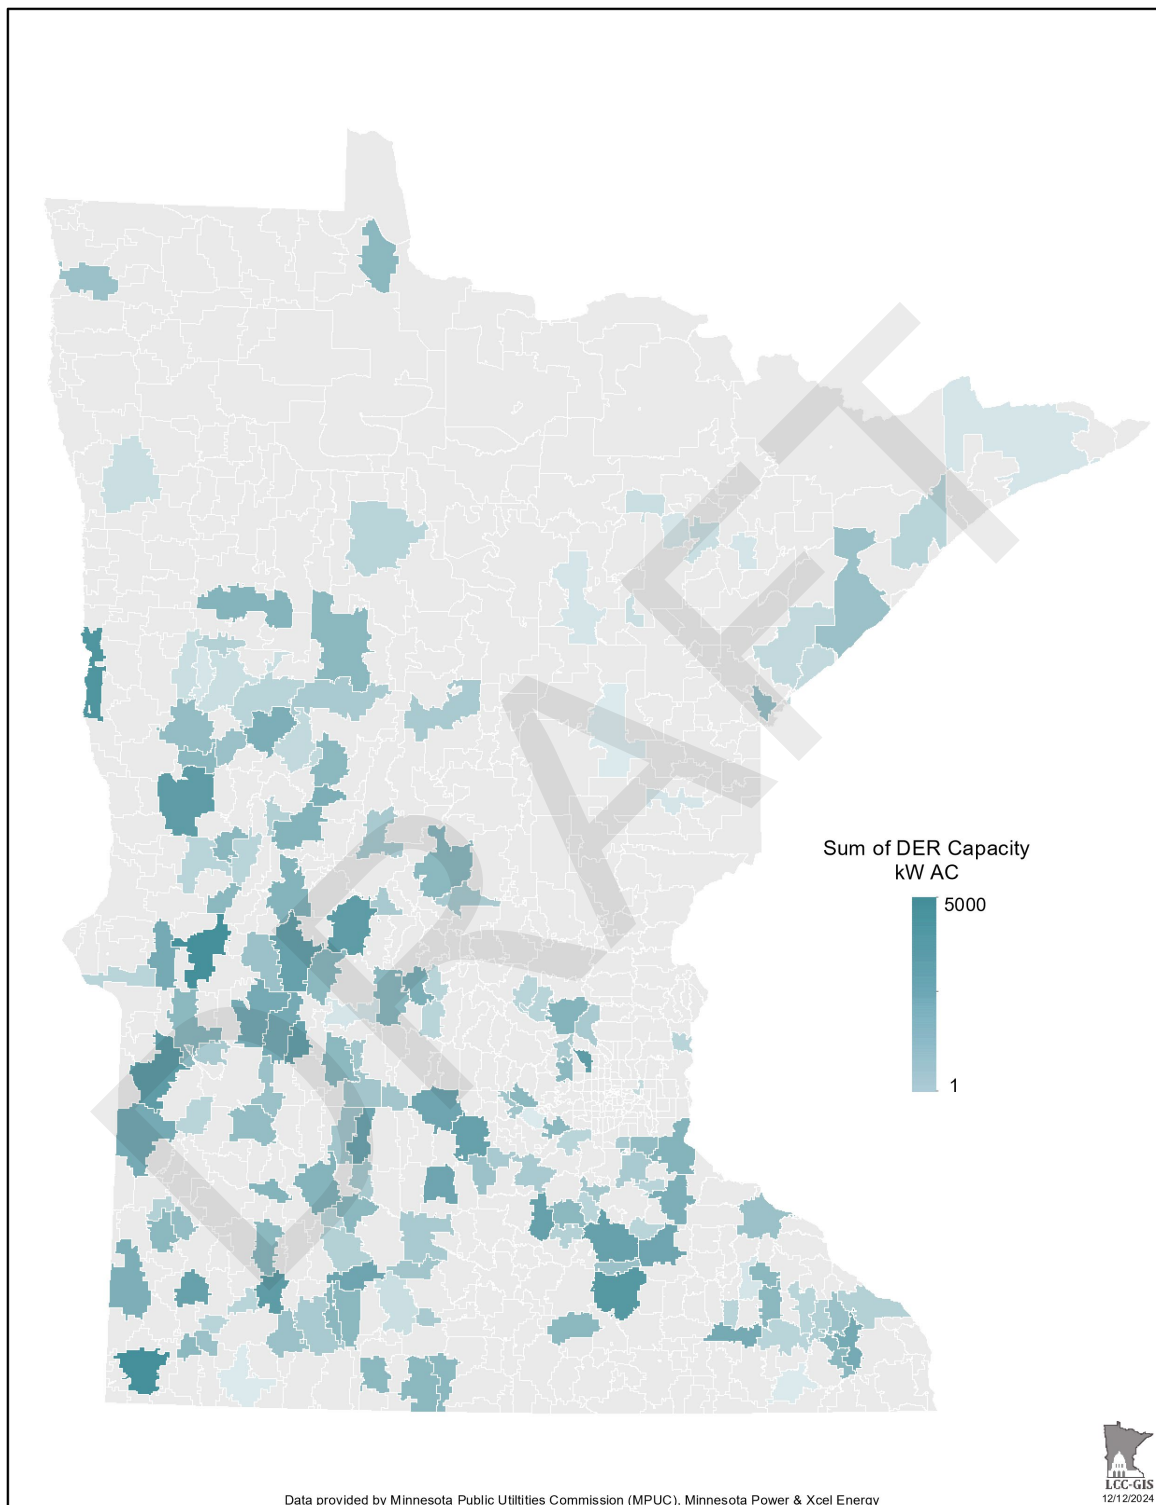 DRAFT
Sum of DER Capacity
kW AC
5000
1
LCC-GIS
12/12/2024
Data provided by Minnesota Public Utiltities Commission (MPUC), Minnesota Power & Xcel Energy